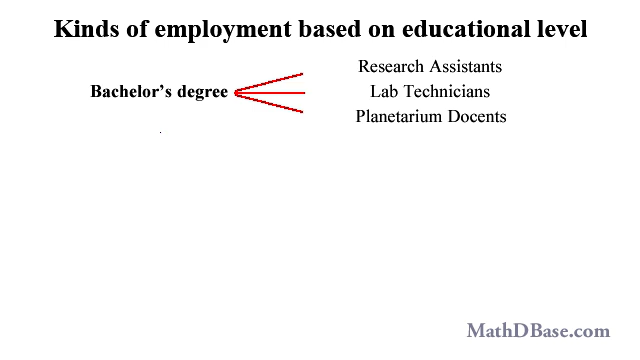 Kinds of employment based on educational level
Research Assistants
Bachelor’s degree
Lab Technicians
Planetarium Docents
MathDBase.com